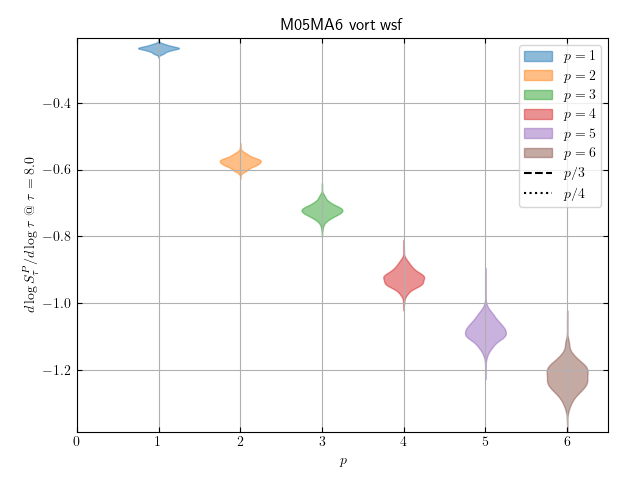 M05MA6 vort wsf
d log S_τ^P / d log τ @ τ = 8.0
−0.4
−0.6
−0.8
−1.0
−1.2
0
1
2
3
4
5
6
p
p = 1
p = 2
p = 3
p = 4
p = 5
p = 6
p/3
p/4